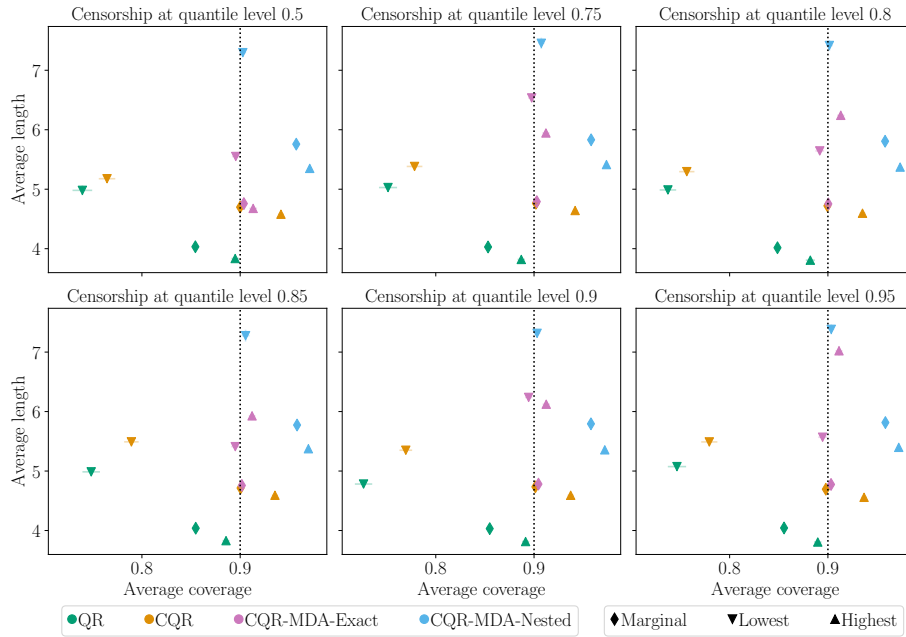 Censorship at quantile level 0.5
Censorship at quantile level 0.75
Censorship at quantile level 0.8
Average length
7
6
5
4
Censorship at quantile level 0.85
Censorship at quantile level 0.9
Censorship at quantile level 0.95
Average length
7
6
5
4
0.8 0.9
0.8 0.9
0.8 0.9
Average coverage
Average coverage
Average coverage
QR CQR CQR-MDA-Exact CQR-MDA-Nested
Marginal Lowest Highest